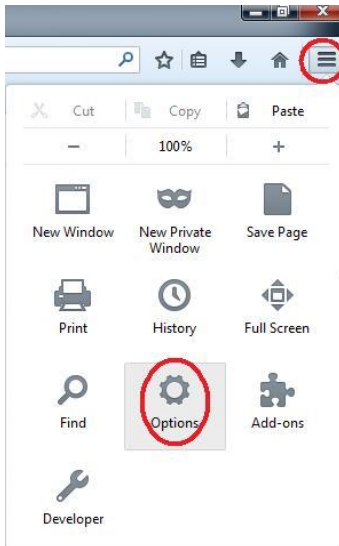 Cut Copy Paste
− 100% +
New Window New Private Save Page
Window
Print History Full Screen
Find Options Add-ons
Developer